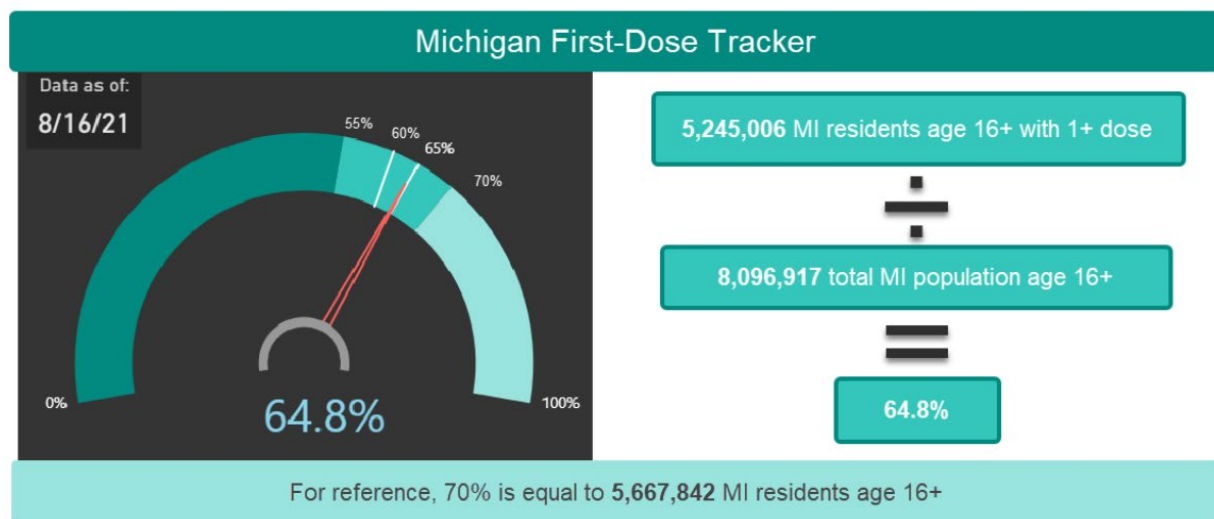 Michigan First-Dose Tracker
Data as of:
8/16/21
55%
60%
65%
70%
0%
100%
64.8%
5,245,006 MI residents age 16+ with 1+ dose
8,096,917 total MI population age 16+
64.8%
For reference, 70% is equal to 5,667,842 MI residents age 16+